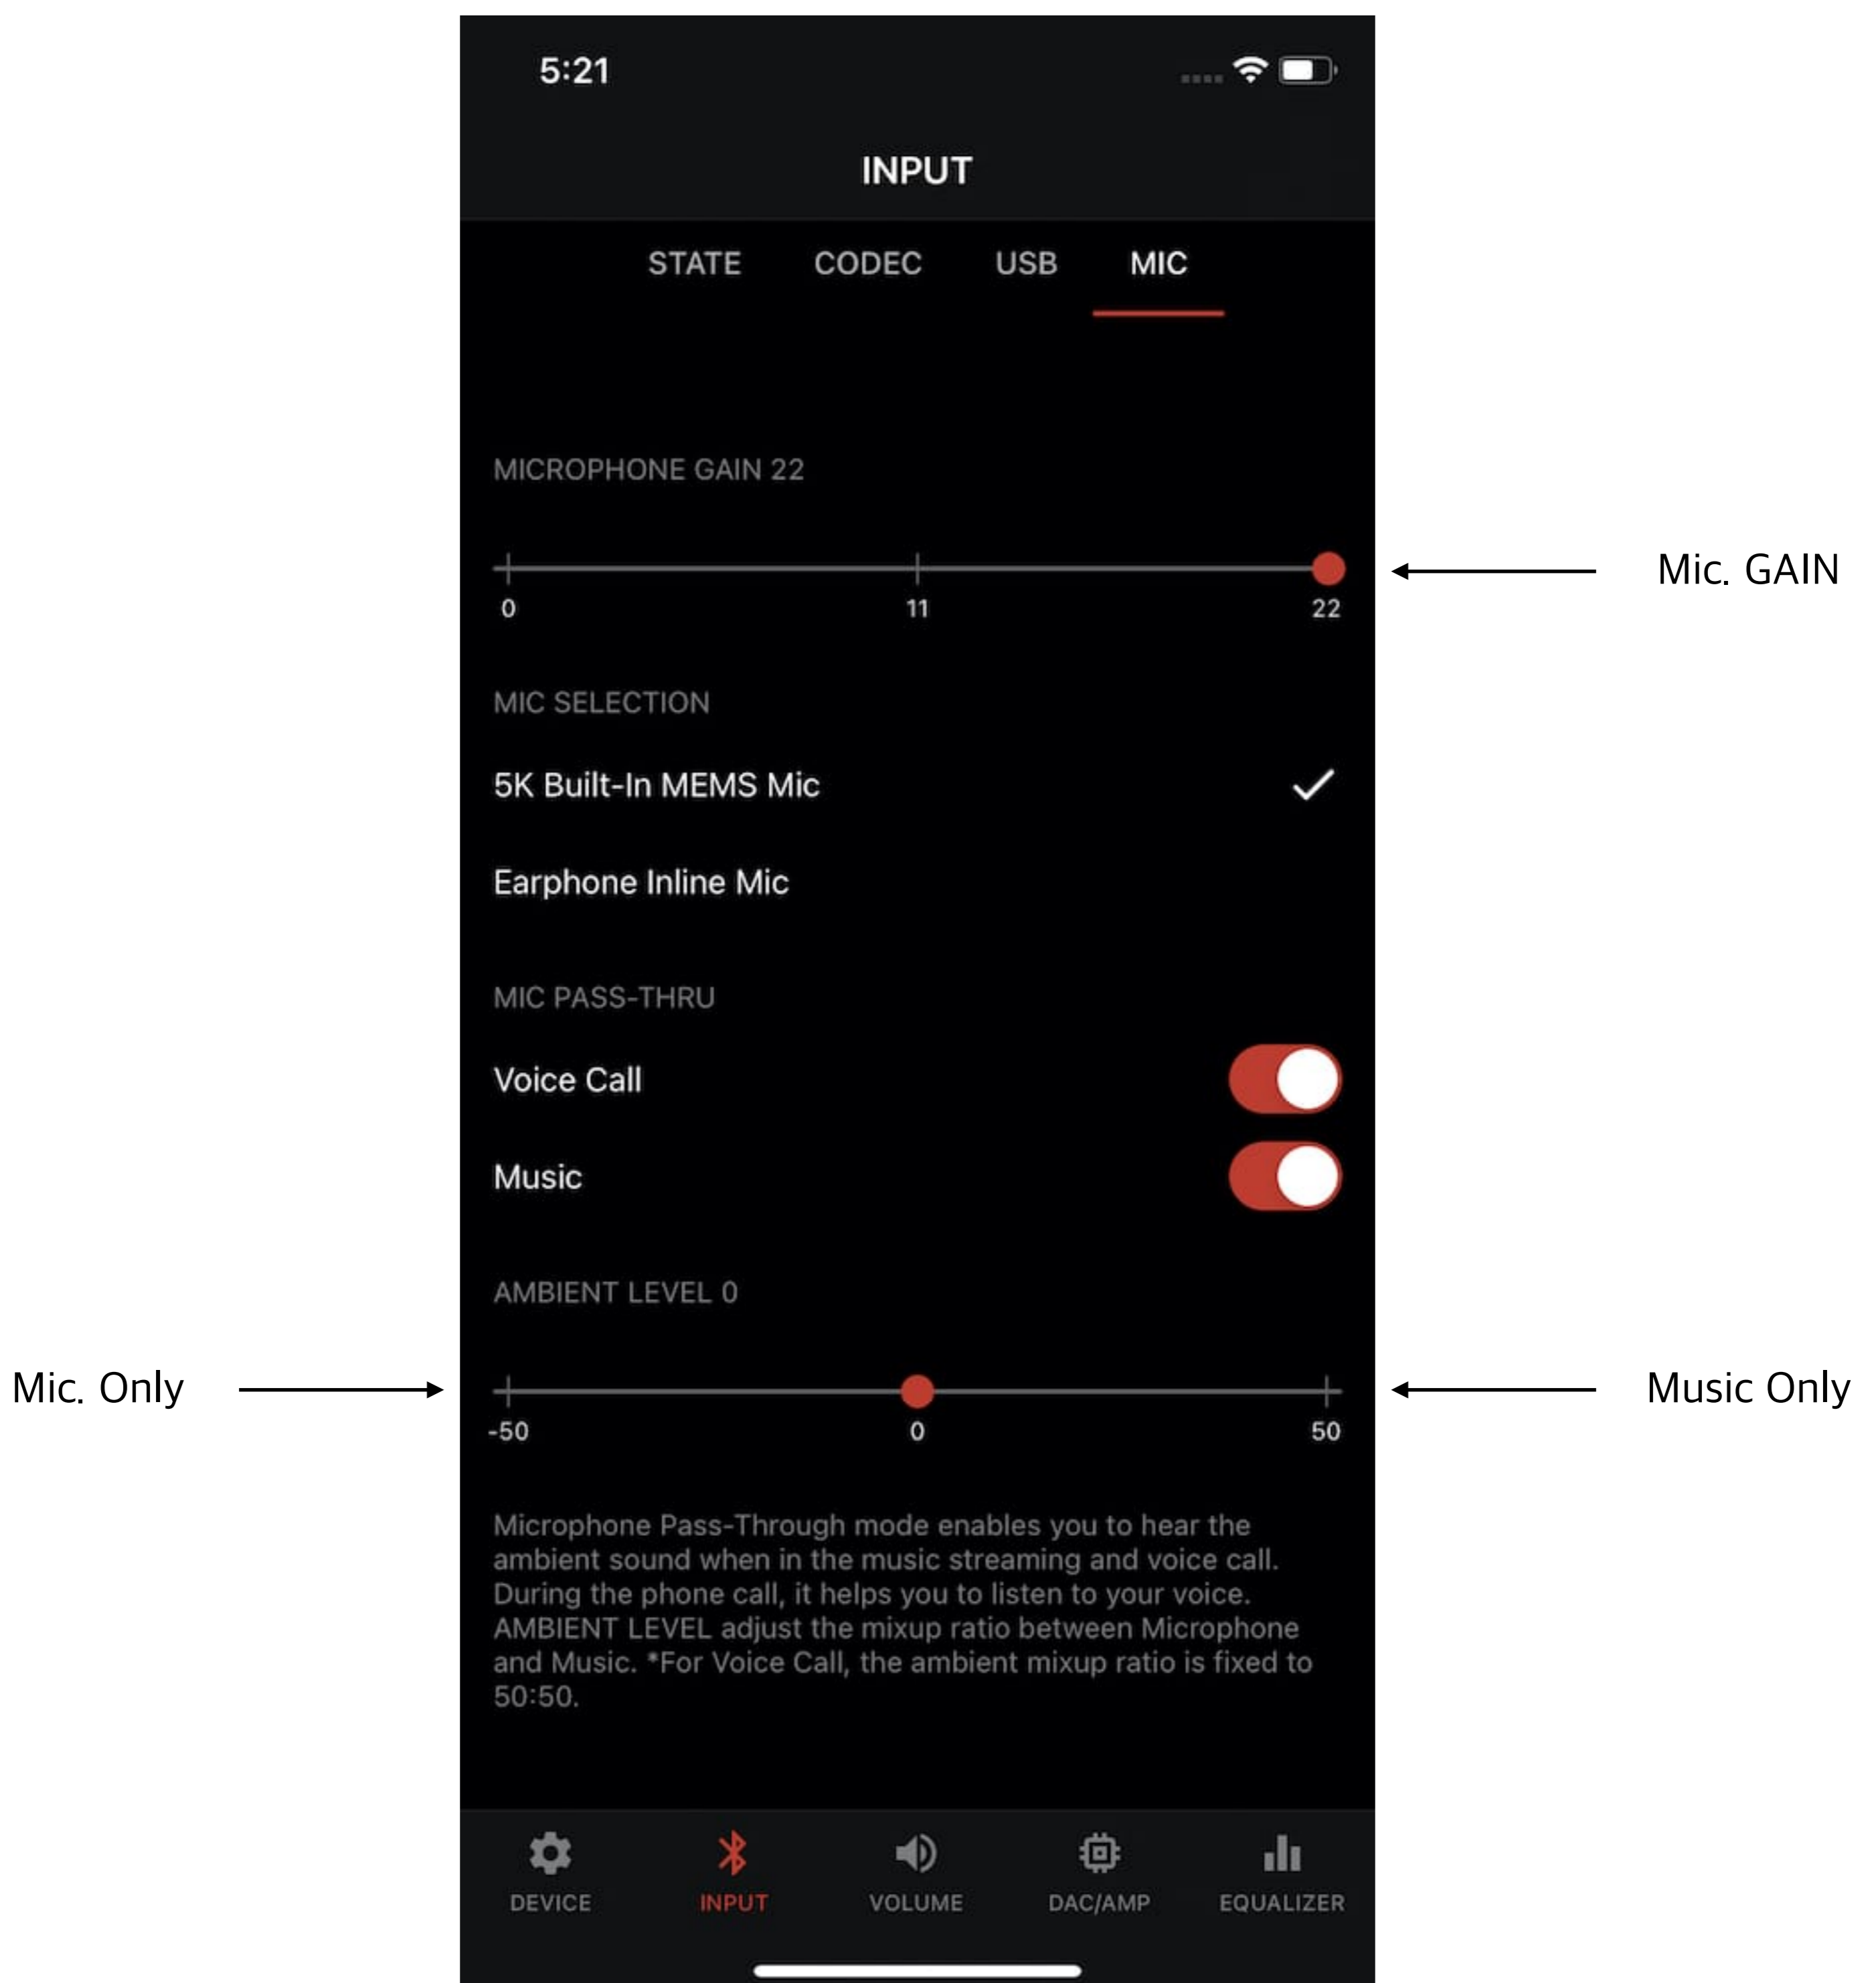 5:21
INPUT
STATE CODEC USB MIC
MICROPHONE GAIN 22
Mic. GAIN
0 11 22
MIC SELECTION
5K Built-In MEMS Mic
Earphone Inline Mic
MIC PASS-THRU
Voice Call
Music
AMBIENT LEVEL 0
Mic. Only
Music Only
-50 0 50
Microphone Pass-Through mode enables you to hear the
ambient sound when in the music streaming and voice call.
During the phone call, it helps you to listen to your voice.
AMBIENT LEVEL adjust the mixup ratio between Microphone
and Music. *For Voice Call, the ambient mixup ratio is fixed to
50:50.
DEVICE INPUT VOLUME DAC/AMP EQUALIZER